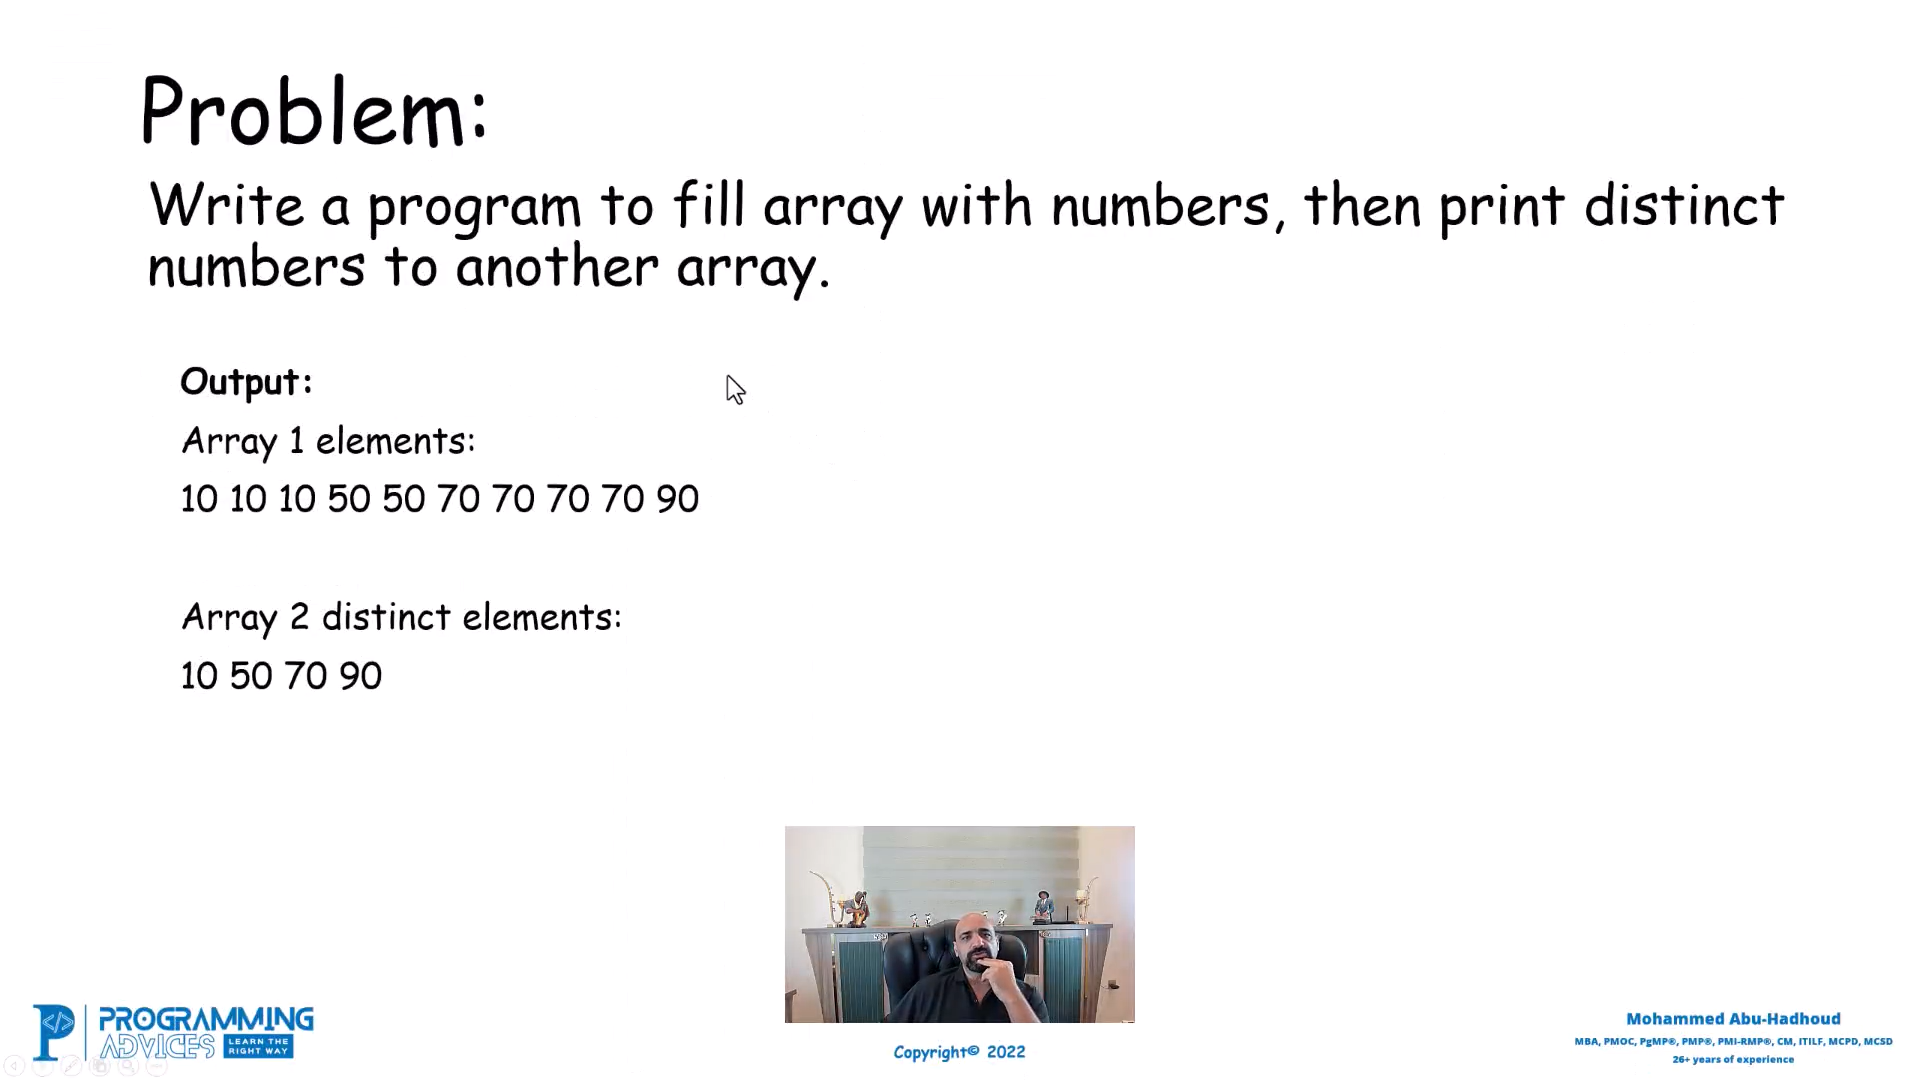 Problem:
Write a program to fill array with numbers, then print distinct
numbers to another array.
Output:
Array 1 elements:
10 10 10 50 50 70 70 70 70 90
Array 2 distinct elements:
10 50 70 90
P </>
PROGRAMMING
ADVICES
LEARN THE
RIGHT WAY
Copyright© 2022
Mohammed Abu-Hadhoud
MBA, PMOC, PgMP®, PMP®, PMI-RMP®, CM, ITILF, MCPD, MCSD
26+ years of experience